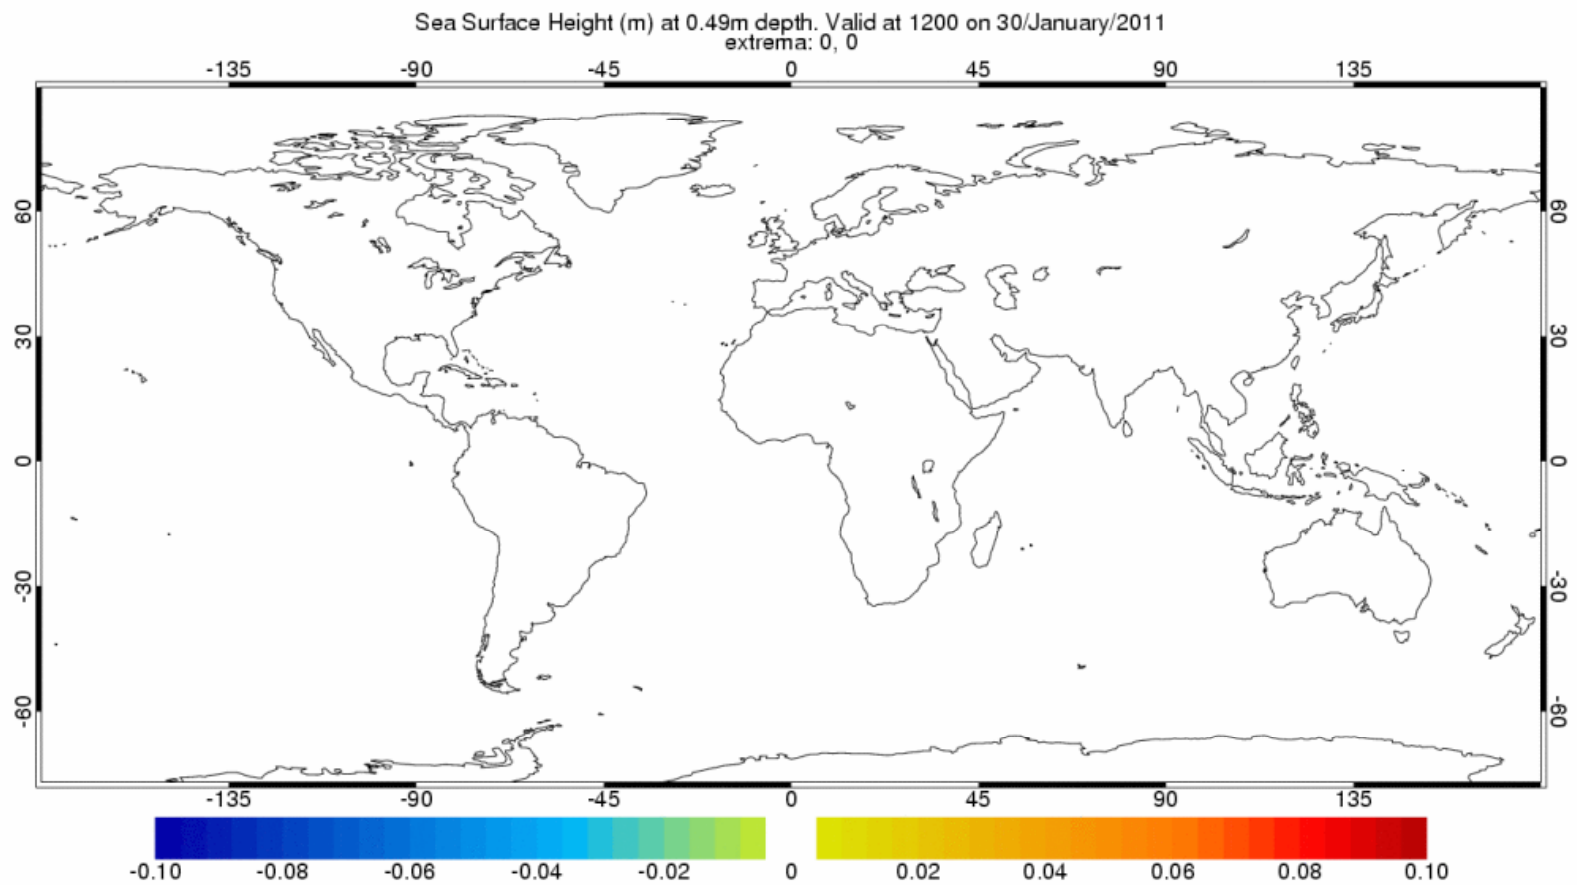 Sea Surface Height (m) at 0.49m depth. Valid at 1200 on 30/January/2011
extrema: 0, 0
-135 -90 -45 0 45 90 135
60 60
30 30
0 0
-30 -30
-60 -60
-135 -90 -45 0 45 90 135
-0.10 -0.08 -0.06 -0.04 -0.02 0 0.02 0.04 0.06 0.08 0.10